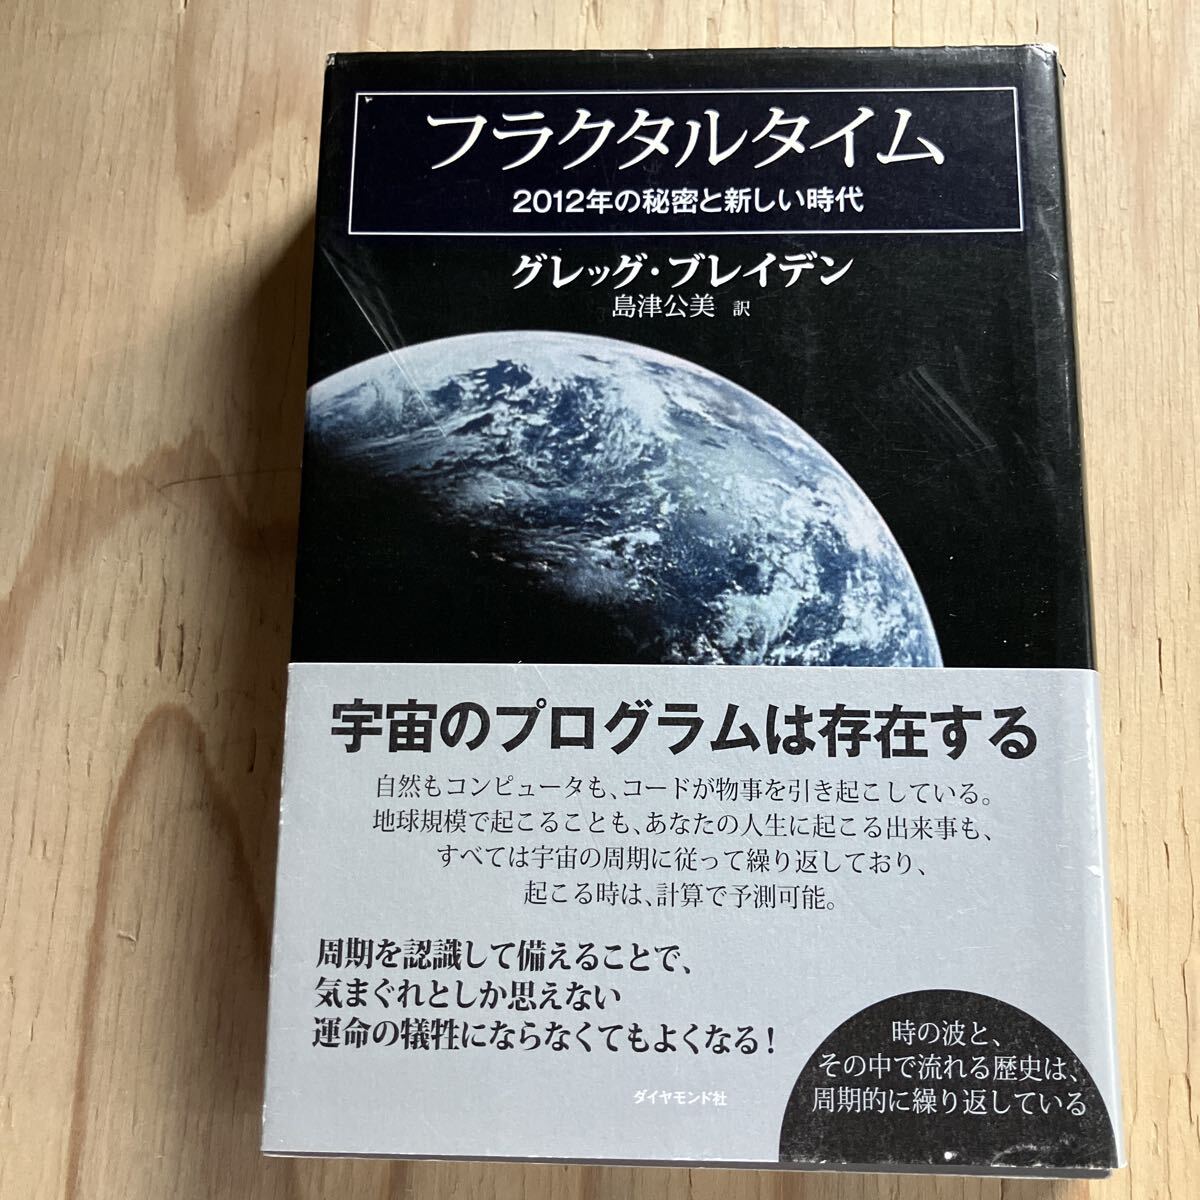 フラクタルタイム
2012年の秘密と新しい時代
グレッグ・ブレイデン
島津公美 訳
宇宙のプログラムは存在する
自然もコンピュータも、コードが物事を引き起こしている。
地球規模で起こることも、あなたの人生に起こる出来事も、
すべては宇宙の周期に従って繰り返しており、
起こる時は、計算で予測可能。
周期を認識して備えることで、
気まぐれとしか思えない
運命の犠牲にならなくてもよくなる！
時の波と、
その中で流れる歴史は、
周期的に繰り返している
ダイヤモンド社